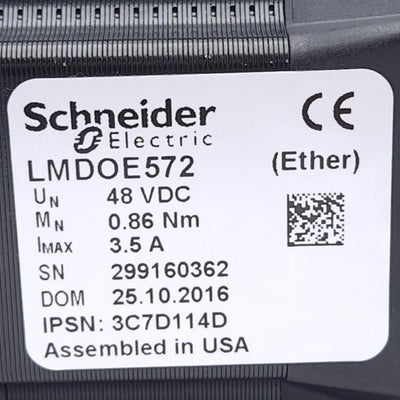 Schneider
Electric
CE
LMDOE572 (Ether)
UN 48 VDC
MN 0.86 Nm
IMAX 3.5 A
SN 299160362
DOM 25.10.2016
IPSN: 3C7D114D
Assembled in USA